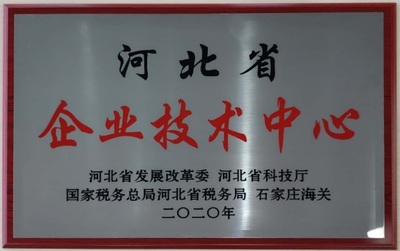 河北省
企业技术中心
河北省发展改革委 河北省科技厅
国家税务总局河北省税务局 石家庄海关
二〇二〇年